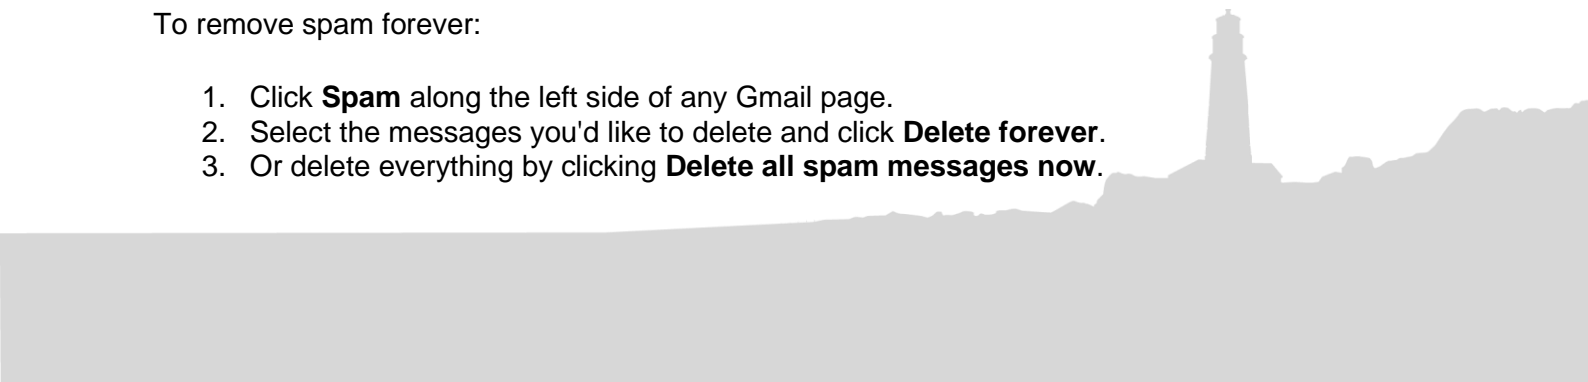 To remove spam forever:
1. Click Spam along the left side of any Gmail page.
2. Select the messages you'd like to delete and click Delete forever.
3. Or delete everything by clicking Delete all spam messages now.